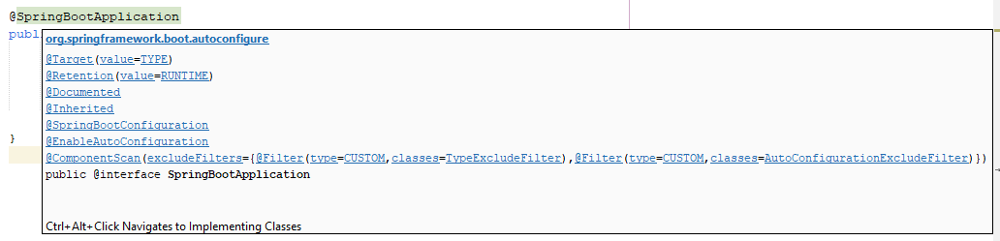 @SpringBootApplication
publ
org.springframework.boot.autoconfigure
@Target(value=TYPE)
@Retention(value=RUNTIME)
@Documented
@Inherited
@SpringBootConfiguration
@EnableAutoConfiguration
@ComponentScan(excludeFilters={@Filter(type=CUSTOM,classes=TypeExcludeFilter),@Filter(type=CUSTOM,classes=AutoConfigurationExcludeFilter)})
public @interface SpringBootApplication
}
Ctrl+Alt+Click Navigates to Implementing Classes